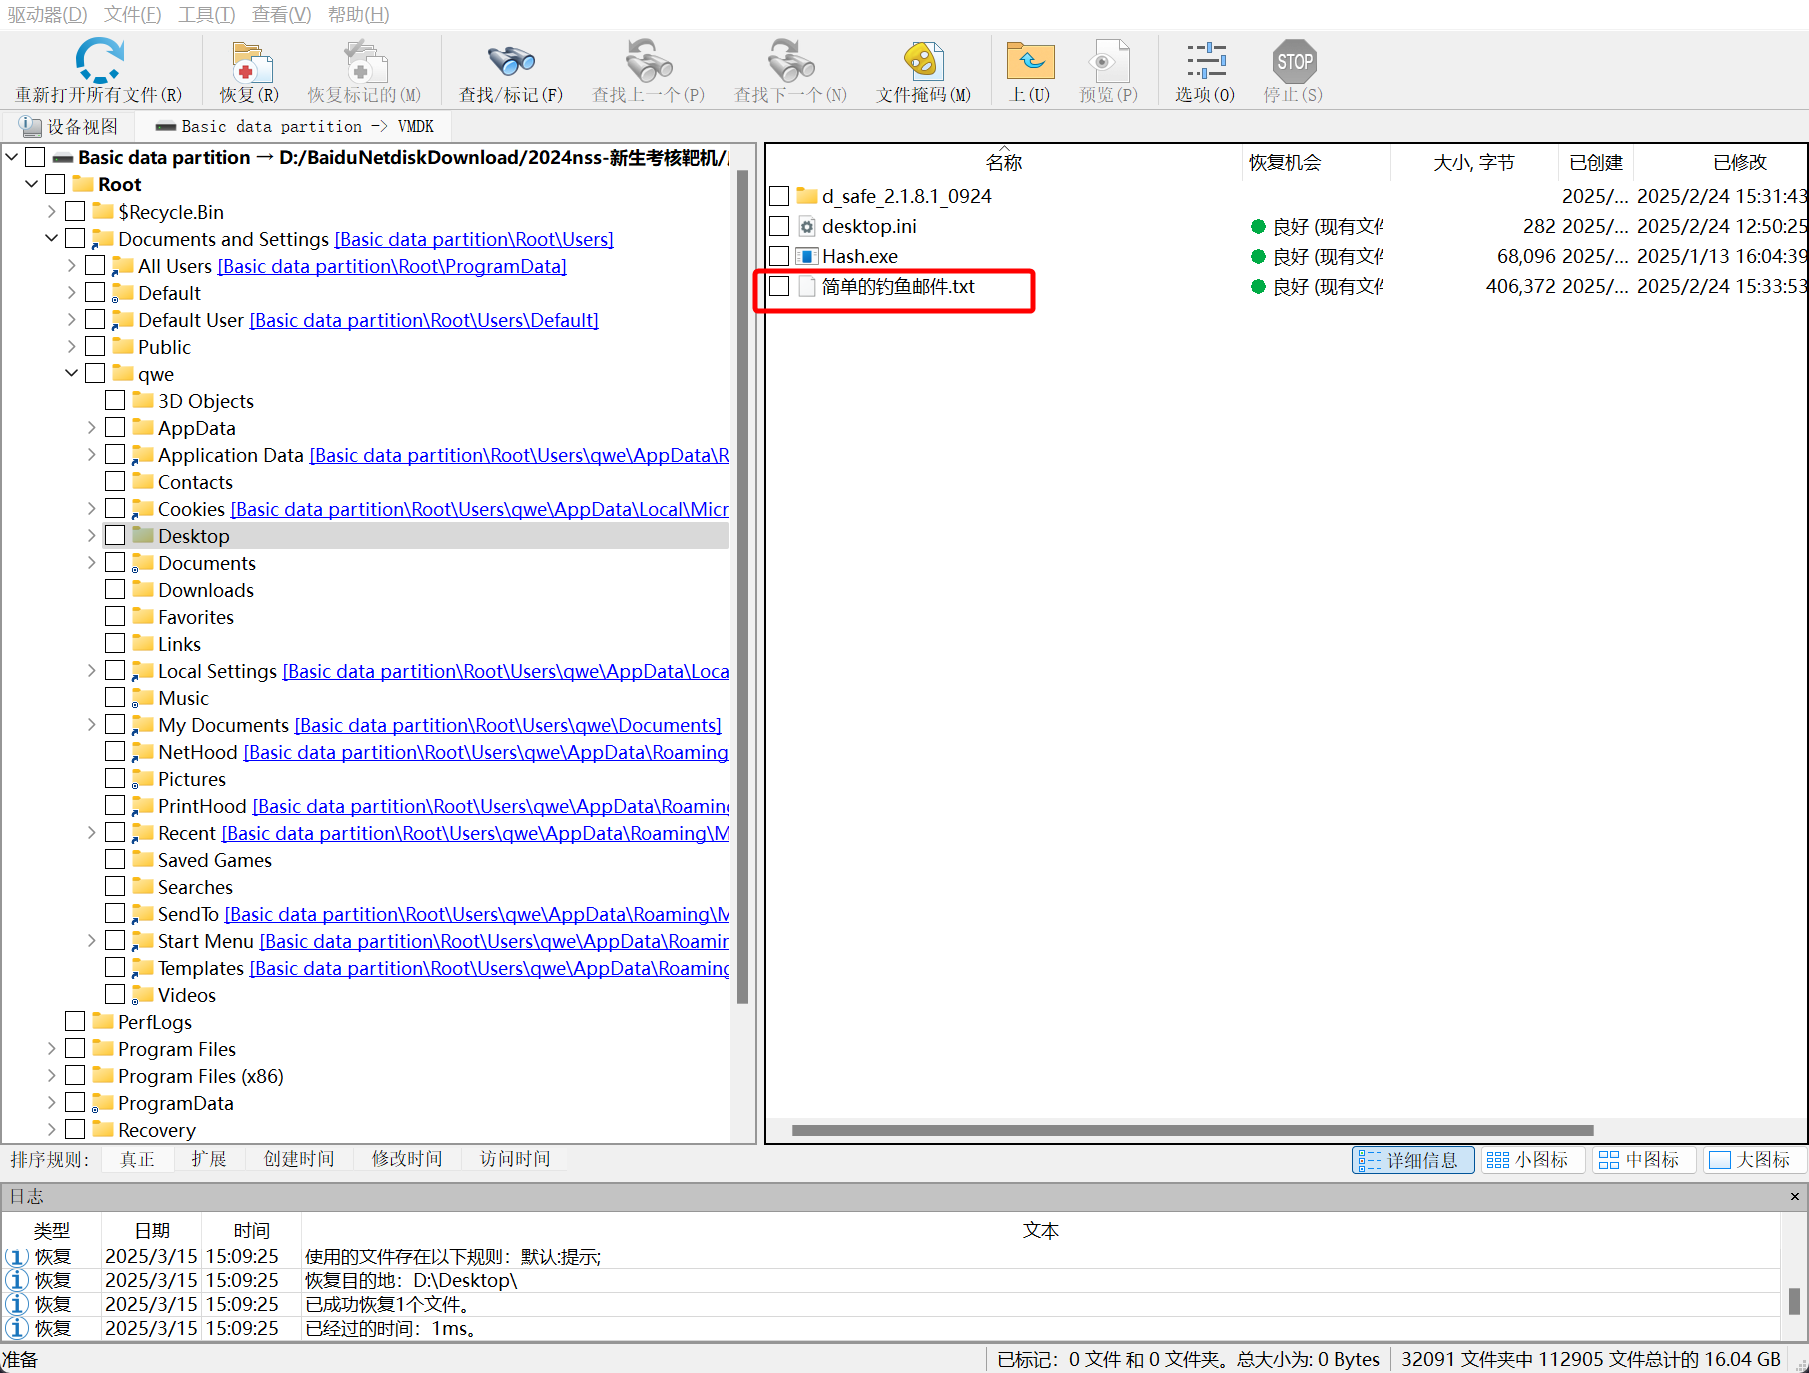 驱动器(D) 文件(F) 工具(T) 查看(V) 帮助(H)
重新打开所有文件(R) 恢复(R) 恢复标记的(M) 查找/标记(F) 查找上一个(P) 查找下一个(N) 文件掩码(M) 上(U) 预览(P) 选项(O) STOP 停止(S)
设备视图 Basic data partition -> VMDK
Basic data partition → D:/BaiduNetdiskDownload/2024nss-新生考核靶机/
Root
$Recycle.Bin
Documents and Settings [Basic data partition\Root\Users]
All Users [Basic data partition\Root\ProgramData]
Default
Default User [Basic data partition\Root\Users\Default]
Public
qwe
3D Objects
AppData
Application Data [Basic data partition\Root\Users\qwe\AppData\R
Contacts
Cookies [Basic data partition\Root\Users\qwe\AppData\Local\Micr
Desktop
Documents
Downloads
Favorites
Links
Local Settings [Basic data partition\Root\Users\qwe\AppData\Loca
Music
My Documents [Basic data partition\Root\Users\qwe\Documents]
NetHood [Basic data partition\Root\Users\qwe\AppData\Roaming
Pictures
PrintHood [Basic data partition\Root\Users\qwe\AppData\Roaming
Recent [Basic data partition\Root\Users\qwe\AppData\Roaming\M
Saved Games
Searches
SendTo [Basic data partition\Root\Users\qwe\AppData\Roaming\M
Start Menu [Basic data partition\Root\Users\qwe\AppData\Roamin
Templates [Basic data partition\Root\Users\qwe\AppData\Roaming
Videos
PerfLogs
Program Files
Program Files (x86)
ProgramData
Recovery
名称 恢复机会 大小, 字节 已创建 已修改
d_safe_2.1.8.1_0924 2025/... 2025/2/24 15:31:43
desktop.ini 良好 (现有文件 282 2025/... 2025/2/24 12:50:25
Hash.exe 良好 (现有文件 68,096 2025/... 2025/1/13 16:04:39
简单的钓鱼邮件.txt 良好 (现有文件 406,372 2025/... 2025/2/24 15:33:53
排序规则: 真正 扩展 创建时间 修改时间 访问时间 详细信息 小图标 中图标 大图标
日志 ×
类型 日期 时间 文本
恢复 2025/3/15 15:09:25 使用的文件存在以下规则：默认:提示;
恢复 2025/3/15 15:09:25 恢复目的地：D:\Desktop\
恢复 2025/3/15 15:09:25 已成功恢复1个文件。
恢复 2025/3/15 15:09:25 已经过的时间：1ms。
准备 已标记：0 文件 和 0 文件夹。总大小为: 0 Bytes 32091 文件夹中 112905 文件总计的 16.04 GB